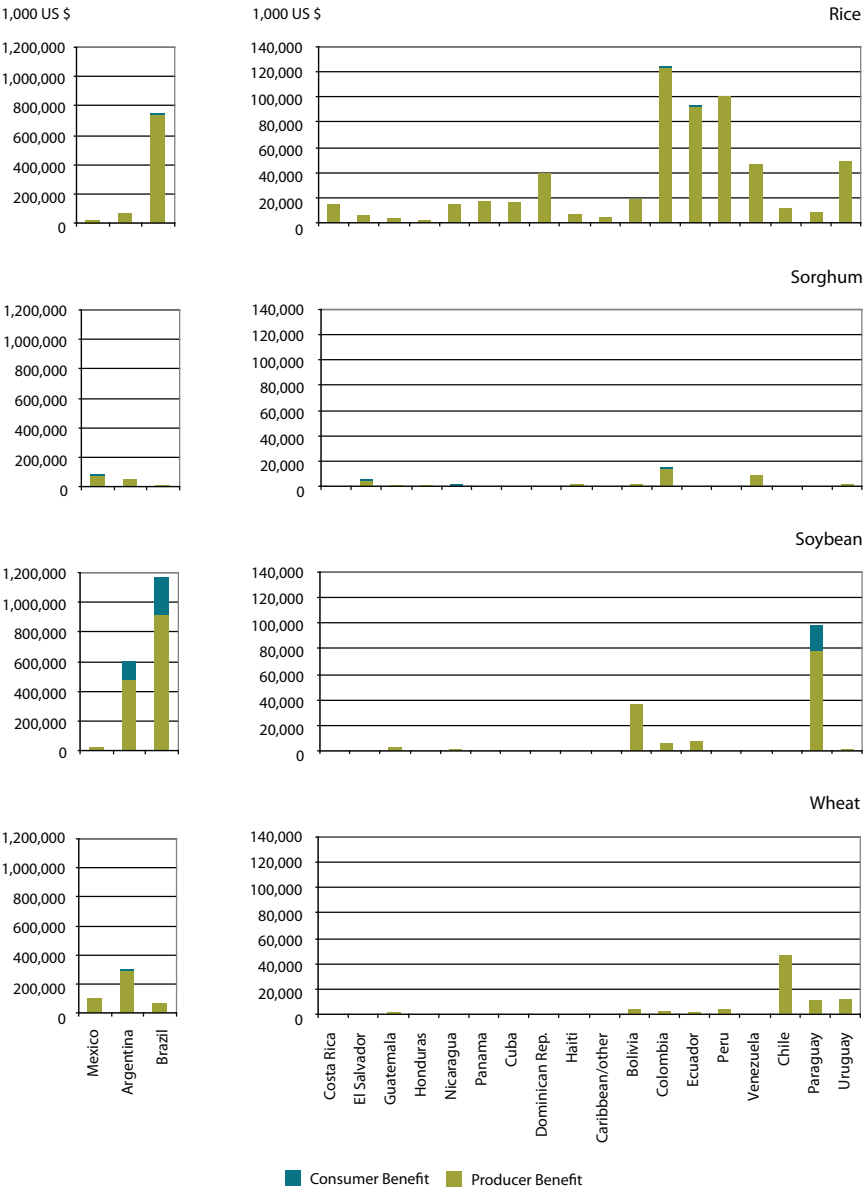 1,000 US $
1,000 US $
Rice
1,200,000
1,000,000
800,000
600,000
400,000
200,000
0
140,000
120,000
100,000
80,000
60,000
40,000
20,000
0
Sorghum
1,200,000
1,000,000
800,000
600,000
400,000
200,000
0
140,000
120,000
100,000
80,000
60,000
40,000
20,000
0
Soybean
1,200,000
1,000,000
800,000
600,000
400,000
200,000
0
140,000
120,000
100,000
80,000
60,000
40,000
20,000
0
Wheat
1,200,000
1,000,000
800,000
600,000
400,000
200,000
0
140,000
120,000
100,000
80,000
60,000
40,000
20,000
0
Mexico
Argentina
Brazil
Costa Rica
El Salvador
Guatemala
Honduras
Nicaragua
Panama
Cuba
Dominican Rep.
Haiti
Caribbean/other
Bolivia
Colombia
Ecuador
Peru
Venezuela
Chile
Paraguay
Uruguay
Consumer Benefit
Producer Benefit